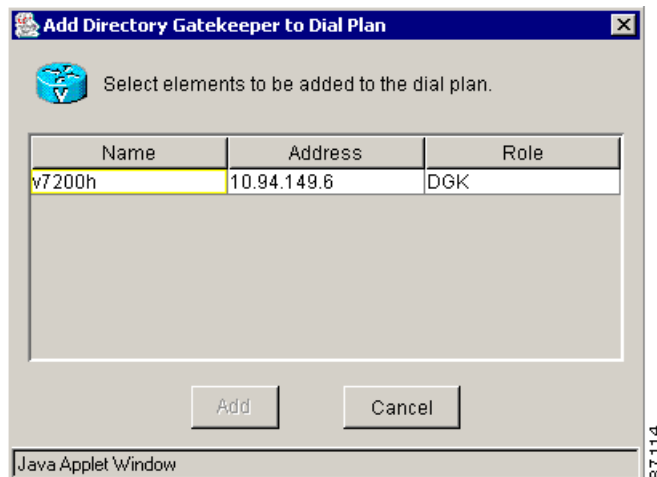 Add Directory Gatekeeper to Dial Plan
Select elements to be added to the dial plan.
Name Address Role
v7200h 10.94.149.6 DGK
Add Cancel
Java Applet Window
87114